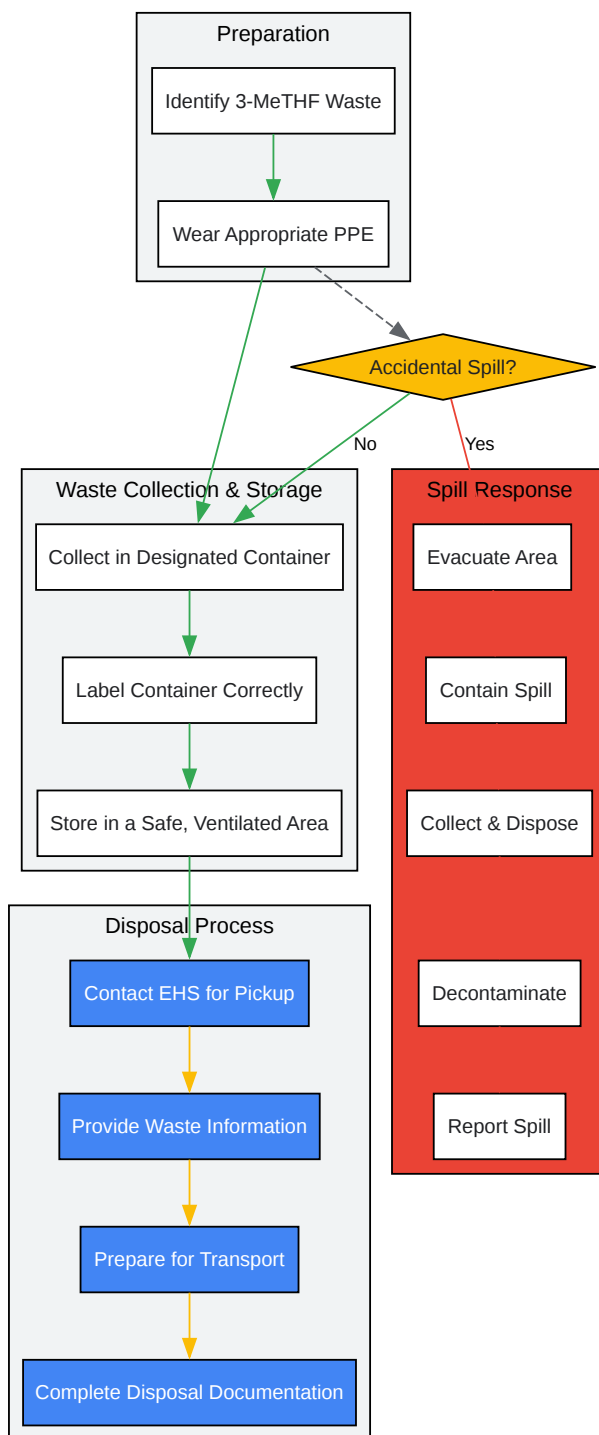 Preparation
Identify 3-MeTHF Waste
Wear Appropriate PPE
Accidental Spill?
No
Yes
Waste Collection & Storage
Collect in Designated Container
Label Container Correctly
Store in a Safe, Ventilated Area
Spill Response
Evacuate Area
Contain Spill
Collect & Dispose
Decontaminate
Report Spill
Disposal Process
Contact EHS for Pickup
Provide Waste Information
Prepare for Transport
Complete Disposal Documentation